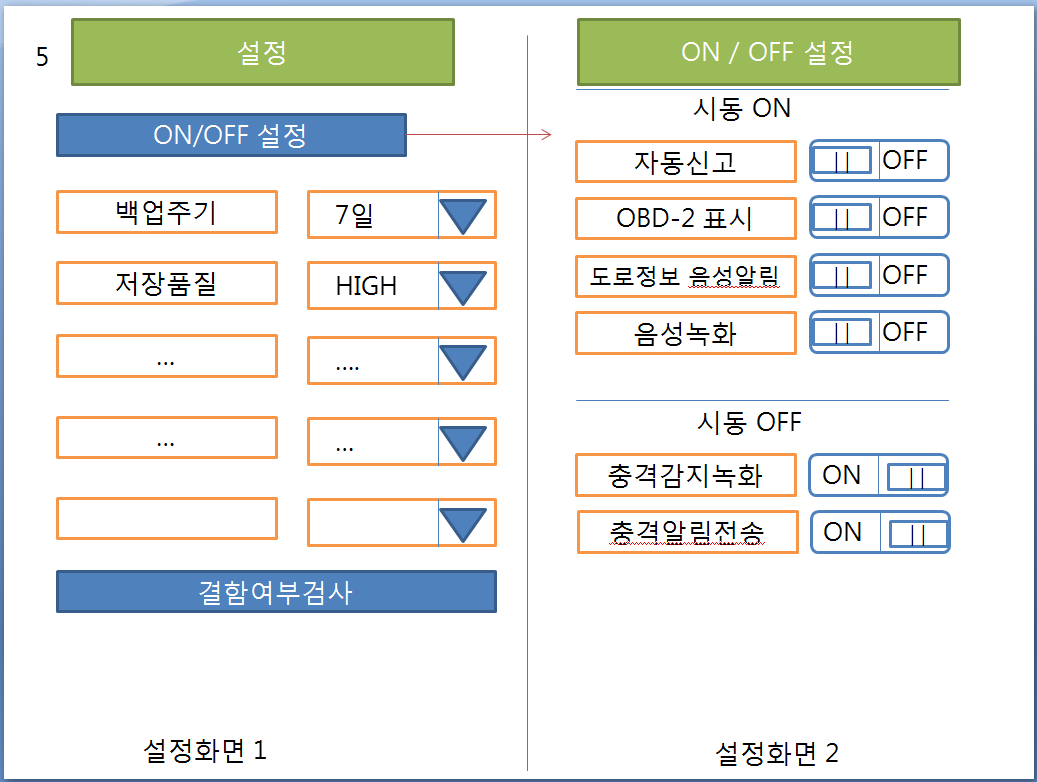 5
설정
ON/OFF 설정
백업주기
7일
저장품질
HIGH
...
....
...
...
결함여부검사
설정화면 1
ON / OFF 설정
시동 ON
자동신고
|| OFF
OBD-2 표시
|| OFF
도로정보 음성알림
|| OFF
음성녹화
|| OFF
시동 OFF
충격감지녹화
ON ||
충격알림전송
ON ||
설정화면 2